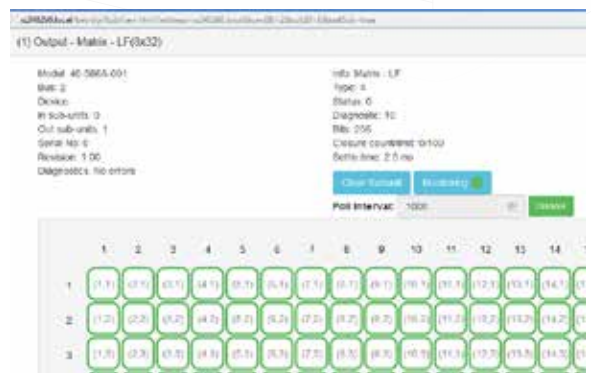 (1) Output - Matrix - LF(8x32)
Bus: 2
Device:
In sub-units: 0
Out sub-units: 1
Serial No: 0
Revision: 1.00
Diagnostics: No errors
Info: Matrix - LF
Type: 4
Status: 0
Bits: 256
Closure count/limit: 0/100
Settle time: 2.5 ms
Clear Subunit
Monitoring
Poll Interval: 1000
1 2 3 4 5 6 7 8 9 10 11 12 13 14
1 (1,1) (2,1) (3,1) (4,1) (5,1) (6,1) (7,1) (8,1) (9,1) (10,1) (11,1) (12,1) (13,1) (14,1)
2 (1,2) (2,2) (3,2) (4,2) (5,2) (6,2) (7,2) (8,2) (9,2) (10,2) (11,2) (12,2) (13,2) (14,2)
3 (1,3) (2,3) (3,3) (4,3) (5,3) (6,3) (7,3) (8,3) (9,3) (10,3) (11,3) (12,3) (13,3) (14,3)